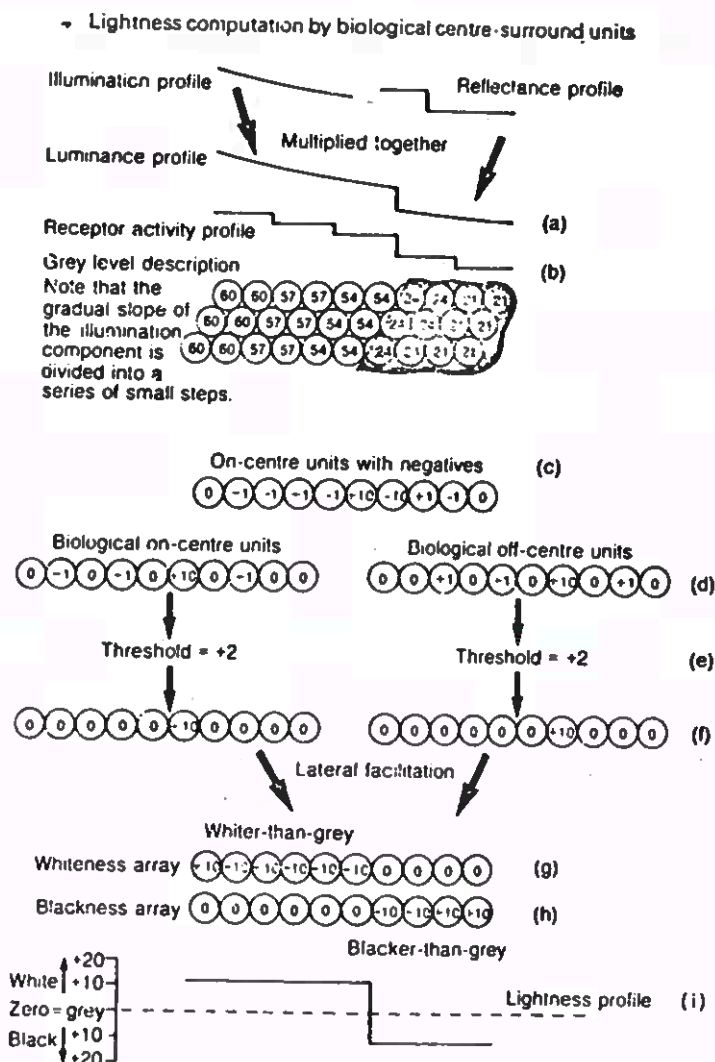 Lightness computation by biological centre-surround units
Illumination profile
Reflectance profile
Multiplied together
Luminance profile
(a)
Receptor activity profile
(b)
Grey level description
Note that the
gradual slope of
the illumination
component is
divided into a
series of small steps.
60 60 57 57 54 54 24 21 21
60 60 57 57 54 54 24 24 21 21
60 60 57 57 54 54 24 21 21
On-centre units with negatives (c)
0 -1 -1 -1 -1 +10 -10 +1 -1 0
Biological on-centre units
Biological off-centre units
0 -1 0 -1 0 +10 0 -1 0 0
0 0 +1 0 +1 0 +10 0 +1 0 (d)
Threshold = +2
Threshold = +2 (e)
0 0 0 0 0 -10 0 0 0 0
0 0 0 0 0 0 +10 0 0 0 (f)
Lateral facilitation
Whiter-than-grey
Whiteness array -10 -10 -10 -10 -10 0 0 0 0 (g)
Blackness array 0 0 0 0 0 0 -10 -10 +10 +10 (h)
Blacker-than-grey
+20
White +10
Zero = grey
Lightness profile (i)
Black +10
+20